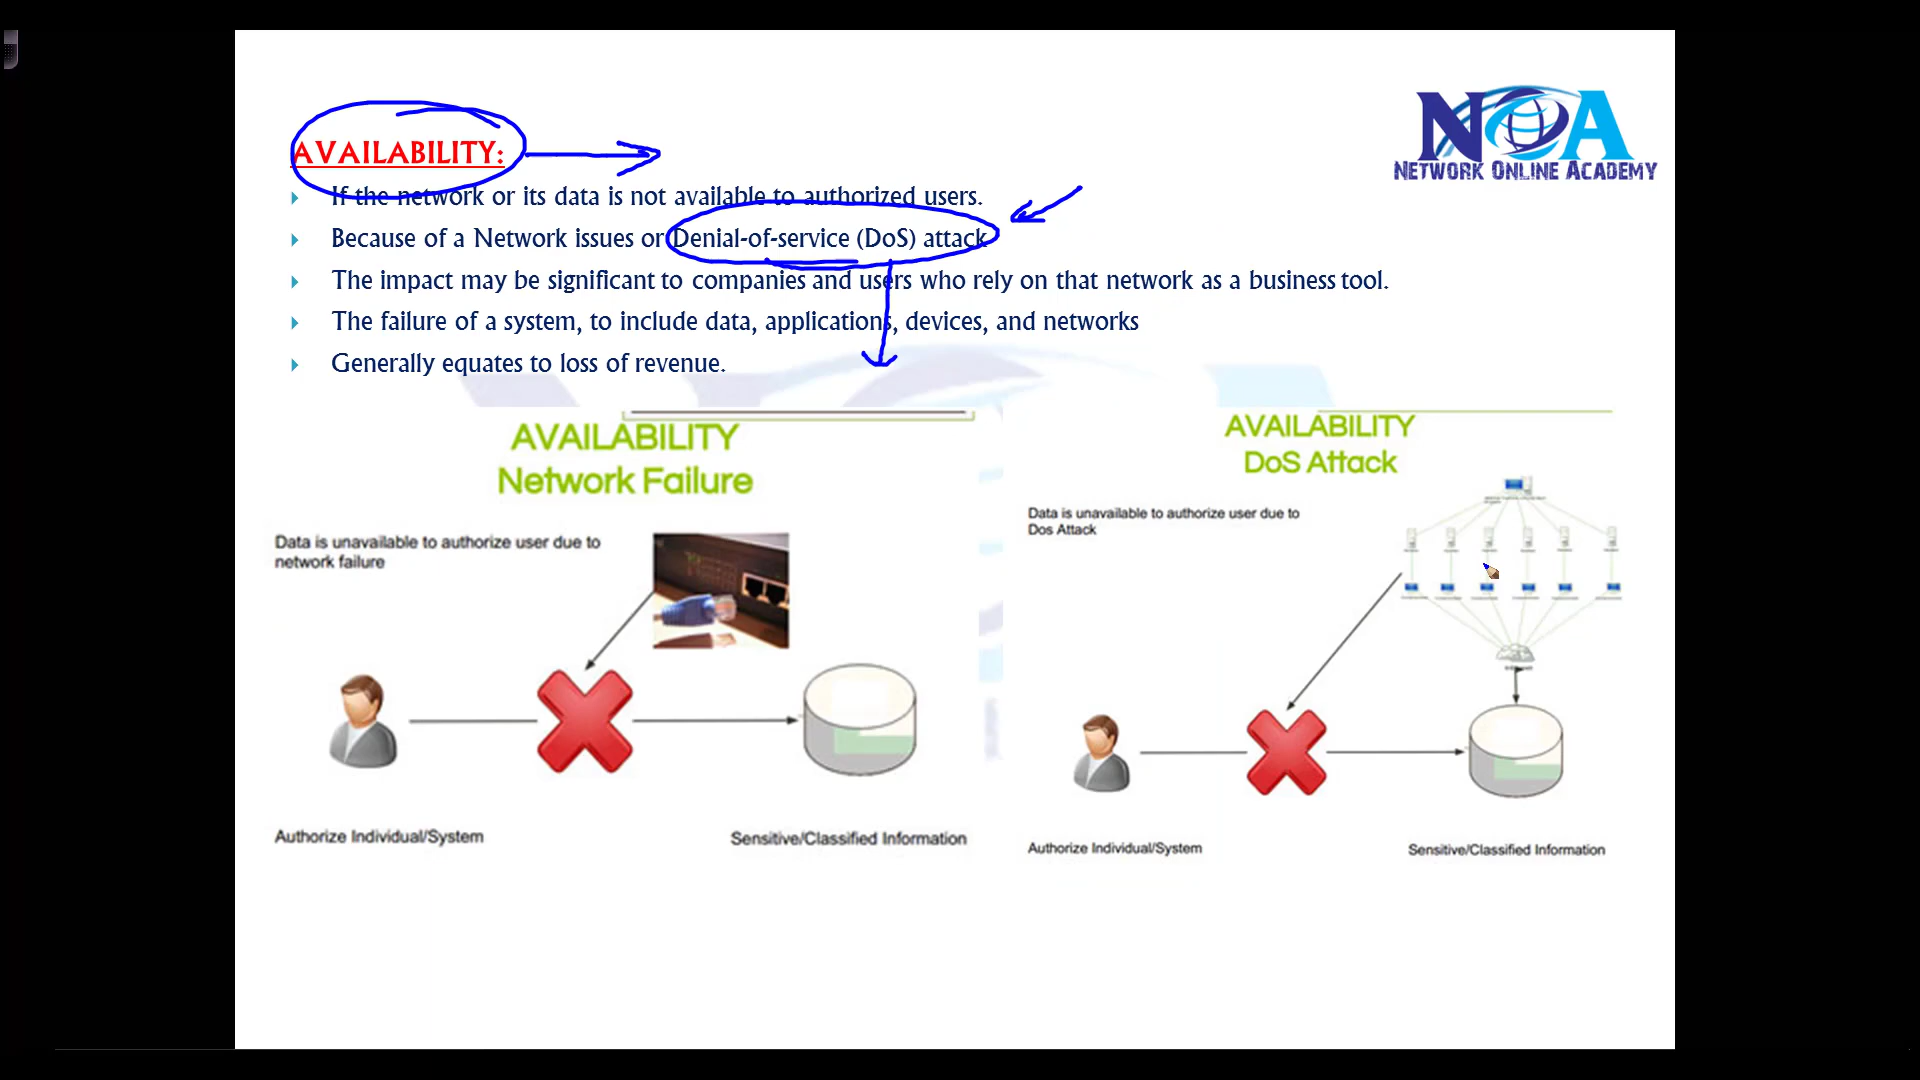 NOA
NETWORK ONLINE ACADEMY
AVAILABILITY:
If the network or its data is not available to authorized users.
Because of a Network issues or Denial-of-service (DoS) attack
The impact may be significant to companies and users who rely on that network as a business tool.
The failure of a system, to include data, applications, devices, and networks
Generally equates to loss of revenue.
AVAILABILITY
Network Failure
Data is unavailable to authorize user due to
network failure
Authorize Individual/System
Sensitive/Classified Information
AVAILABILITY
DoS Attack
Data is unavailable to authorize user due to
Dos Attack
Authorize Individual/System
Sensitive/Classified Information